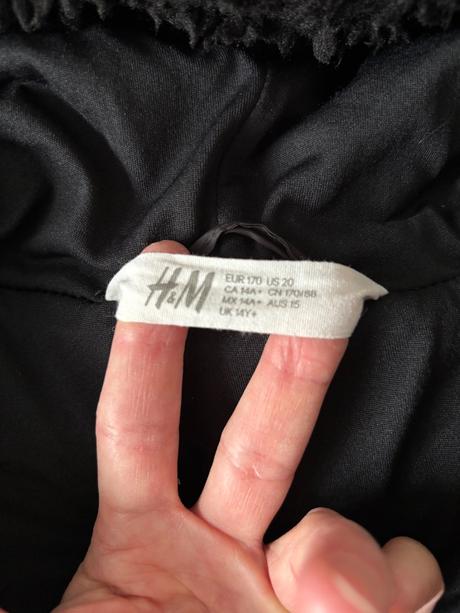 H&M
EUR 170 US 20
CA 14A+ CN 170/88
MX 14A+ AUS 15
UK 14Y+